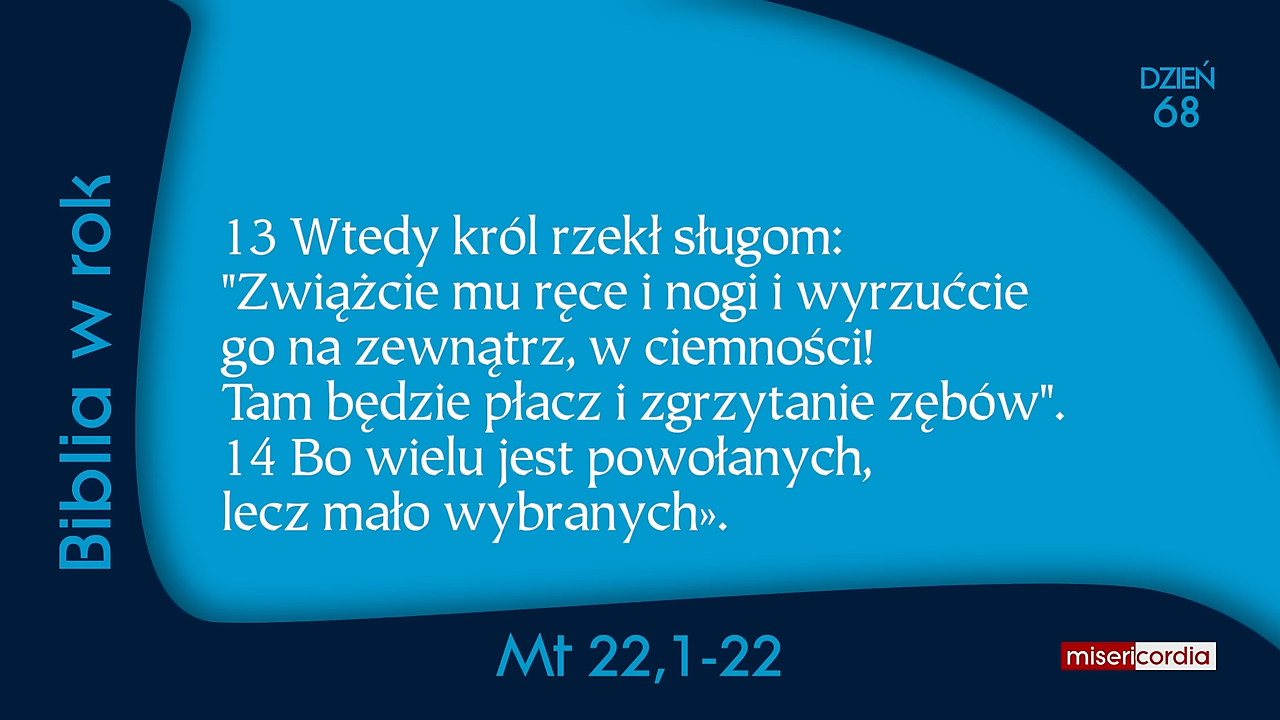 DZIEŃ
68
Biblia w rok
13 Wtedy król rzekł sługom:
"Zwiążcie mu ręce i nogi i wyrzućcie
go na zewnątrz, w ciemności!
Tam będzie płacz i zgrzytanie zębów".
14 Bo wielu jest powołanych,
lecz mało wybranych».
Mt 22,1-22
misericordia